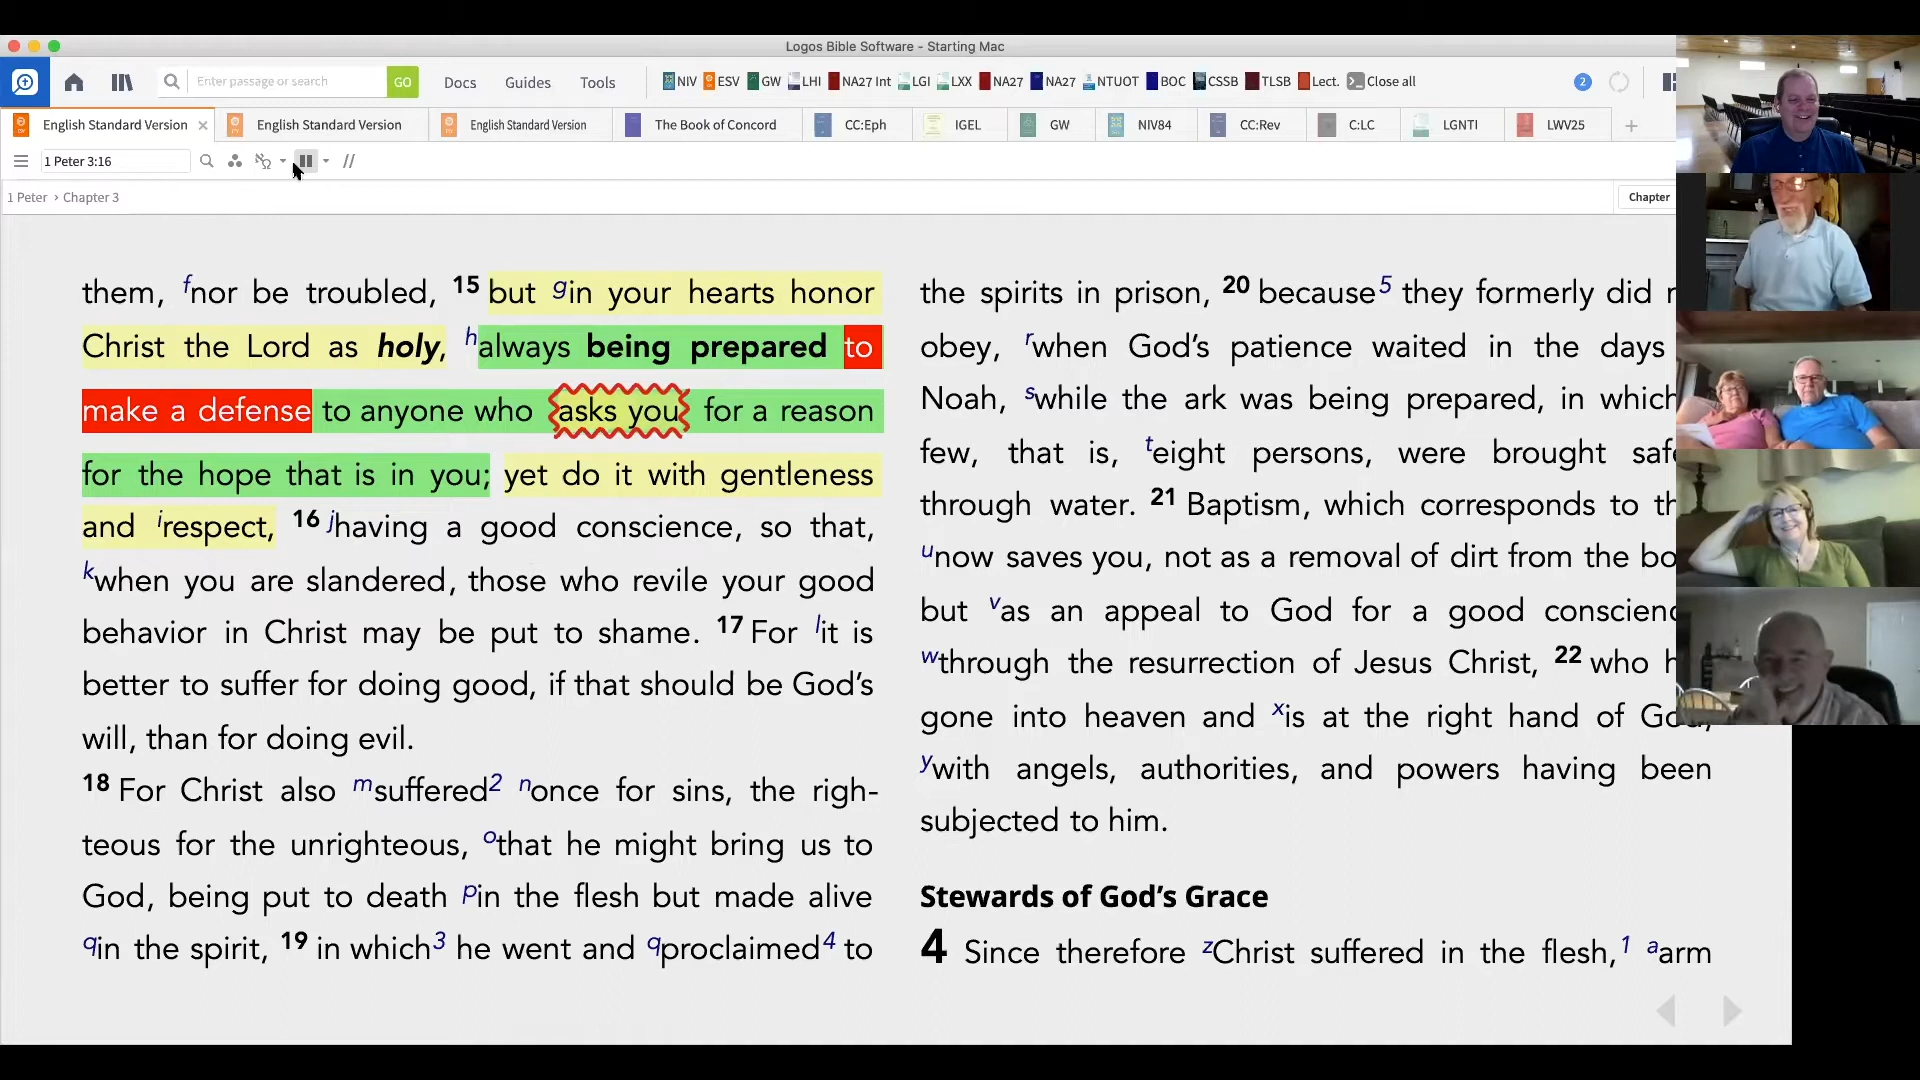 Logos Bible Software - Starting Mac
Enter passage or search GO Docs Guides Tools NIV ESV GW LHI NA27 Int LGI LXX NA27 NA27 NTUOT BOC CSSB TLSB Lect. Close all 2
English Standard Version English Standard Version English Standard Version The Book of Concord CC:Eph IGEL GW NIV84 CC:Rev C:LC LGNTI LWV25
1 Peter 3:16
1 Peter › Chapter 3 Chapter
them, fnor be troubled, 15 but gin your hearts honor
Christ the Lord as holy, halways being prepared to
make a defense to anyone who asks you for a reason
for the hope that is in you; yet do it with gentleness
and irespect, 16 jhaving a good conscience, so that,
kwhen you are slandered, those who revile your good
behavior in Christ may be put to shame. 17 For lit is
better to suffer for doing good, if that should be God's
will, than for doing evil.
18 For Christ also msuffered2 nonce for sins, the righ-
teous for the unrighteous, othat he might bring us to
God, being put to death pin the flesh but made alive
qin the spirit, 19 in which3 he went and qproclaimed4 to
the spirits in prison, 20 because5 they formerly did
obey, rwhen God's patience waited in the days
Noah, swhile the ark was being prepared, in which
few, that is, teight persons, were brought
through water. 21 Baptism, which corresponds to
unow saves you, not as a removal of dirt from the
but vas an appeal to God for a good
wthrough the resurrection of Jesus Christ, 22 who
gone into heaven and xis at the right hand of
ywith angels, authorities, and powers having been
subjected to him.
Stewards of God's Grace
4 Since therefore zChrist suffered in the flesh,1 aarm